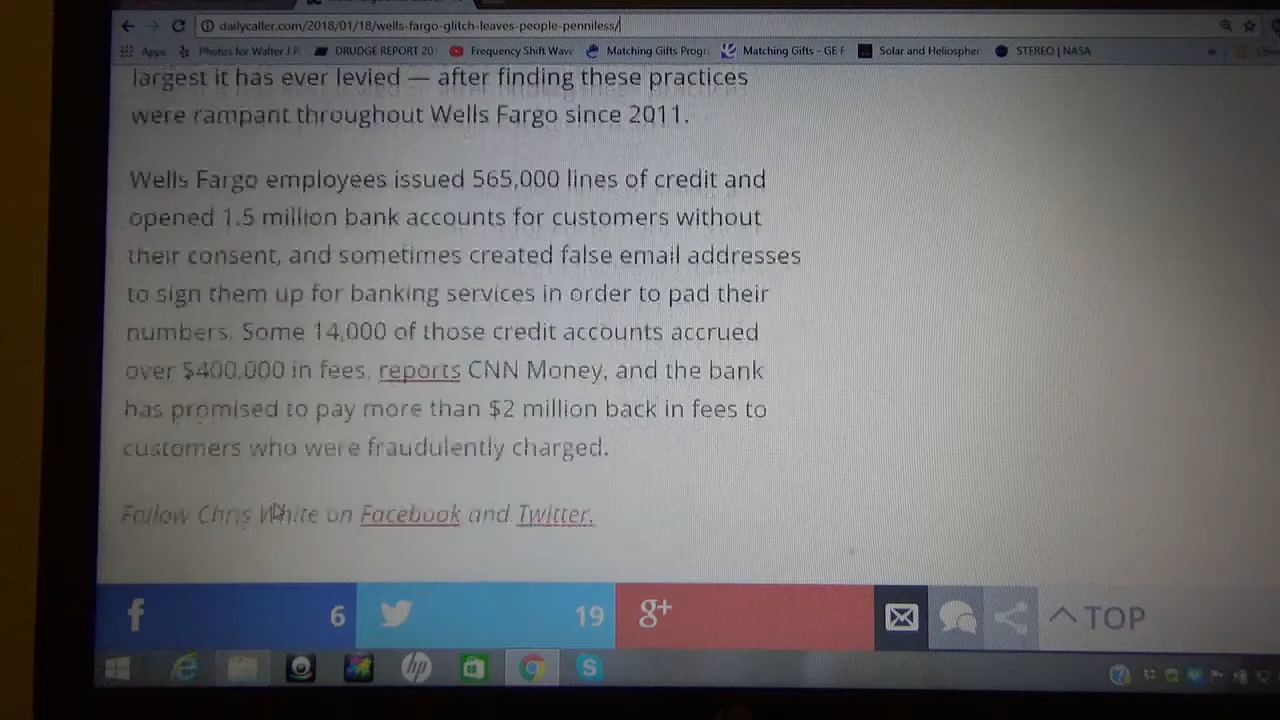 dailycaller.com/2018/01/18/wells-fargo-glitch-leaves-people-penniless/
Apps Photos for Walter J P DRUDGE REPORT 20 Frequency Shift Wave Matching Gifts Progr Matching Gifts - GE F Solar and Heliospher STEREO | NASA »
largest it has ever levied — after finding these practices
were rampant throughout Wells Fargo since 2011.
Wells Fargo employees issued 565,000 lines of credit and
opened 1.5 million bank accounts for customers without
their consent, and sometimes created false email addresses
to sign them up for banking services in order to pad their
numbers. Some 14,000 of those credit accounts accrued
over $400,000 in fees, reports CNN Money, and the bank
has promised to pay more than $2 million back in fees to
customers who were fraudulently charged.
Follow Chris White on Facebook and Twitter.
f 6 19 g+ TOP
hp S